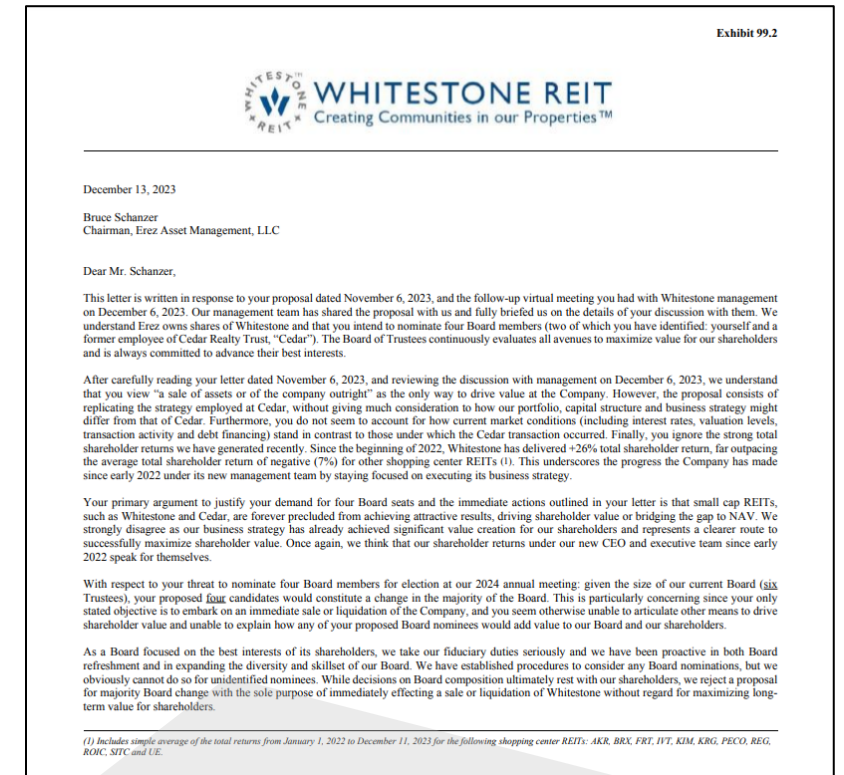 Exhibit 99.2
WHITESTONE REIT
WHITESTONE REIT
Creating Communities in our Properties™
December 13, 2023
Bruce Schanzer
Chairman, Erez Asset Management, LLC
Dear Mr. Schanzer,
This letter is written in response to your proposal dated November 6, 2023, and the follow-up virtual meeting you had with Whitestone management
on December 6, 2023. Our management team has shared the proposal with us and fully briefed us on the details of your discussion with them. We
understand Erez owns shares of Whitestone and that you intend to nominate four Board members (two of which you have identified: yourself and a
former employee of Cedar Realty Trust, “Cedar”). The Board of Trustees continuously evaluates all avenues to maximize value for our shareholders
and is always committed to advance their best interests.
After carefully reading your letter dated November 6, 2023, and reviewing the discussion with management on December 6, 2023, we understand
that you view “a sale of assets or of the company outright” as the only way to drive value at the Company. However, the proposal consists of
replicating the strategy employed at Cedar, without giving much consideration to how our portfolio, capital structure and business strategy might
differ from that of Cedar. Furthermore, you do not seem to account for how current market conditions (including interest rates, valuation levels,
transaction activity and debt financing) stand in contrast to those under which the Cedar transaction occurred. Finally, you ignore the strong total
shareholder returns we have generated recently. Since the beginning of 2022, Whitestone has delivered +26% total shareholder return, far outpacing
the average total shareholder return of negative (7%) for other shopping center REITs (1). This underscores the progress the Company has made
since early 2022 under its new management team by staying focused on executing its business strategy.
Your primary argument to justify your demand for four Board seats and the immediate actions outlined in your letter is that small cap REITs,
such as Whitestone and Cedar, are forever precluded from achieving attractive results, driving shareholder value or bridging the gap to NAV. We
strongly disagree as our business strategy has already achieved significant value creation for our shareholders and represents a clearer route to
successfully maximize shareholder value. Once again, we think that our shareholder returns under our new CEO and executive team since early
2022 speak for themselves.
With respect to your threat to nominate four Board members for election at our 2024 annual meeting: given the size of our current Board (six
Trustees), your proposed four candidates would constitute a change in the majority of the Board. This is particularly concerning since your only
stated objective is to embark on an immediate sale or liquidation of the Company, and you seem otherwise unable to articulate other means to drive
shareholder value and unable to explain how any of your proposed Board nominees would add value to our Board and our shareholders.
As a Board focused on the best interests of its shareholders, we take our fiduciary duties seriously and we have been proactive in both Board
refreshment and in expanding the diversity and skillset of our Board. We have established procedures to consider any Board nominations, but we
obviously cannot do so for unidentified nominees. While decisions on Board composition ultimately rest with our shareholders, we reject a proposal
for majority Board change with the sole purpose of immediately effecting a sale or liquidation of Whitestone without regard for maximizing long-
term value for shareholders.
(1) Includes simple average of the total returns from January 1, 2022 to December 11, 2023 for the following shopping center REITs: AKR, BRX, FRT, IVT, KIM, KRG, PECO, REG,
ROIC, SITC and UE.